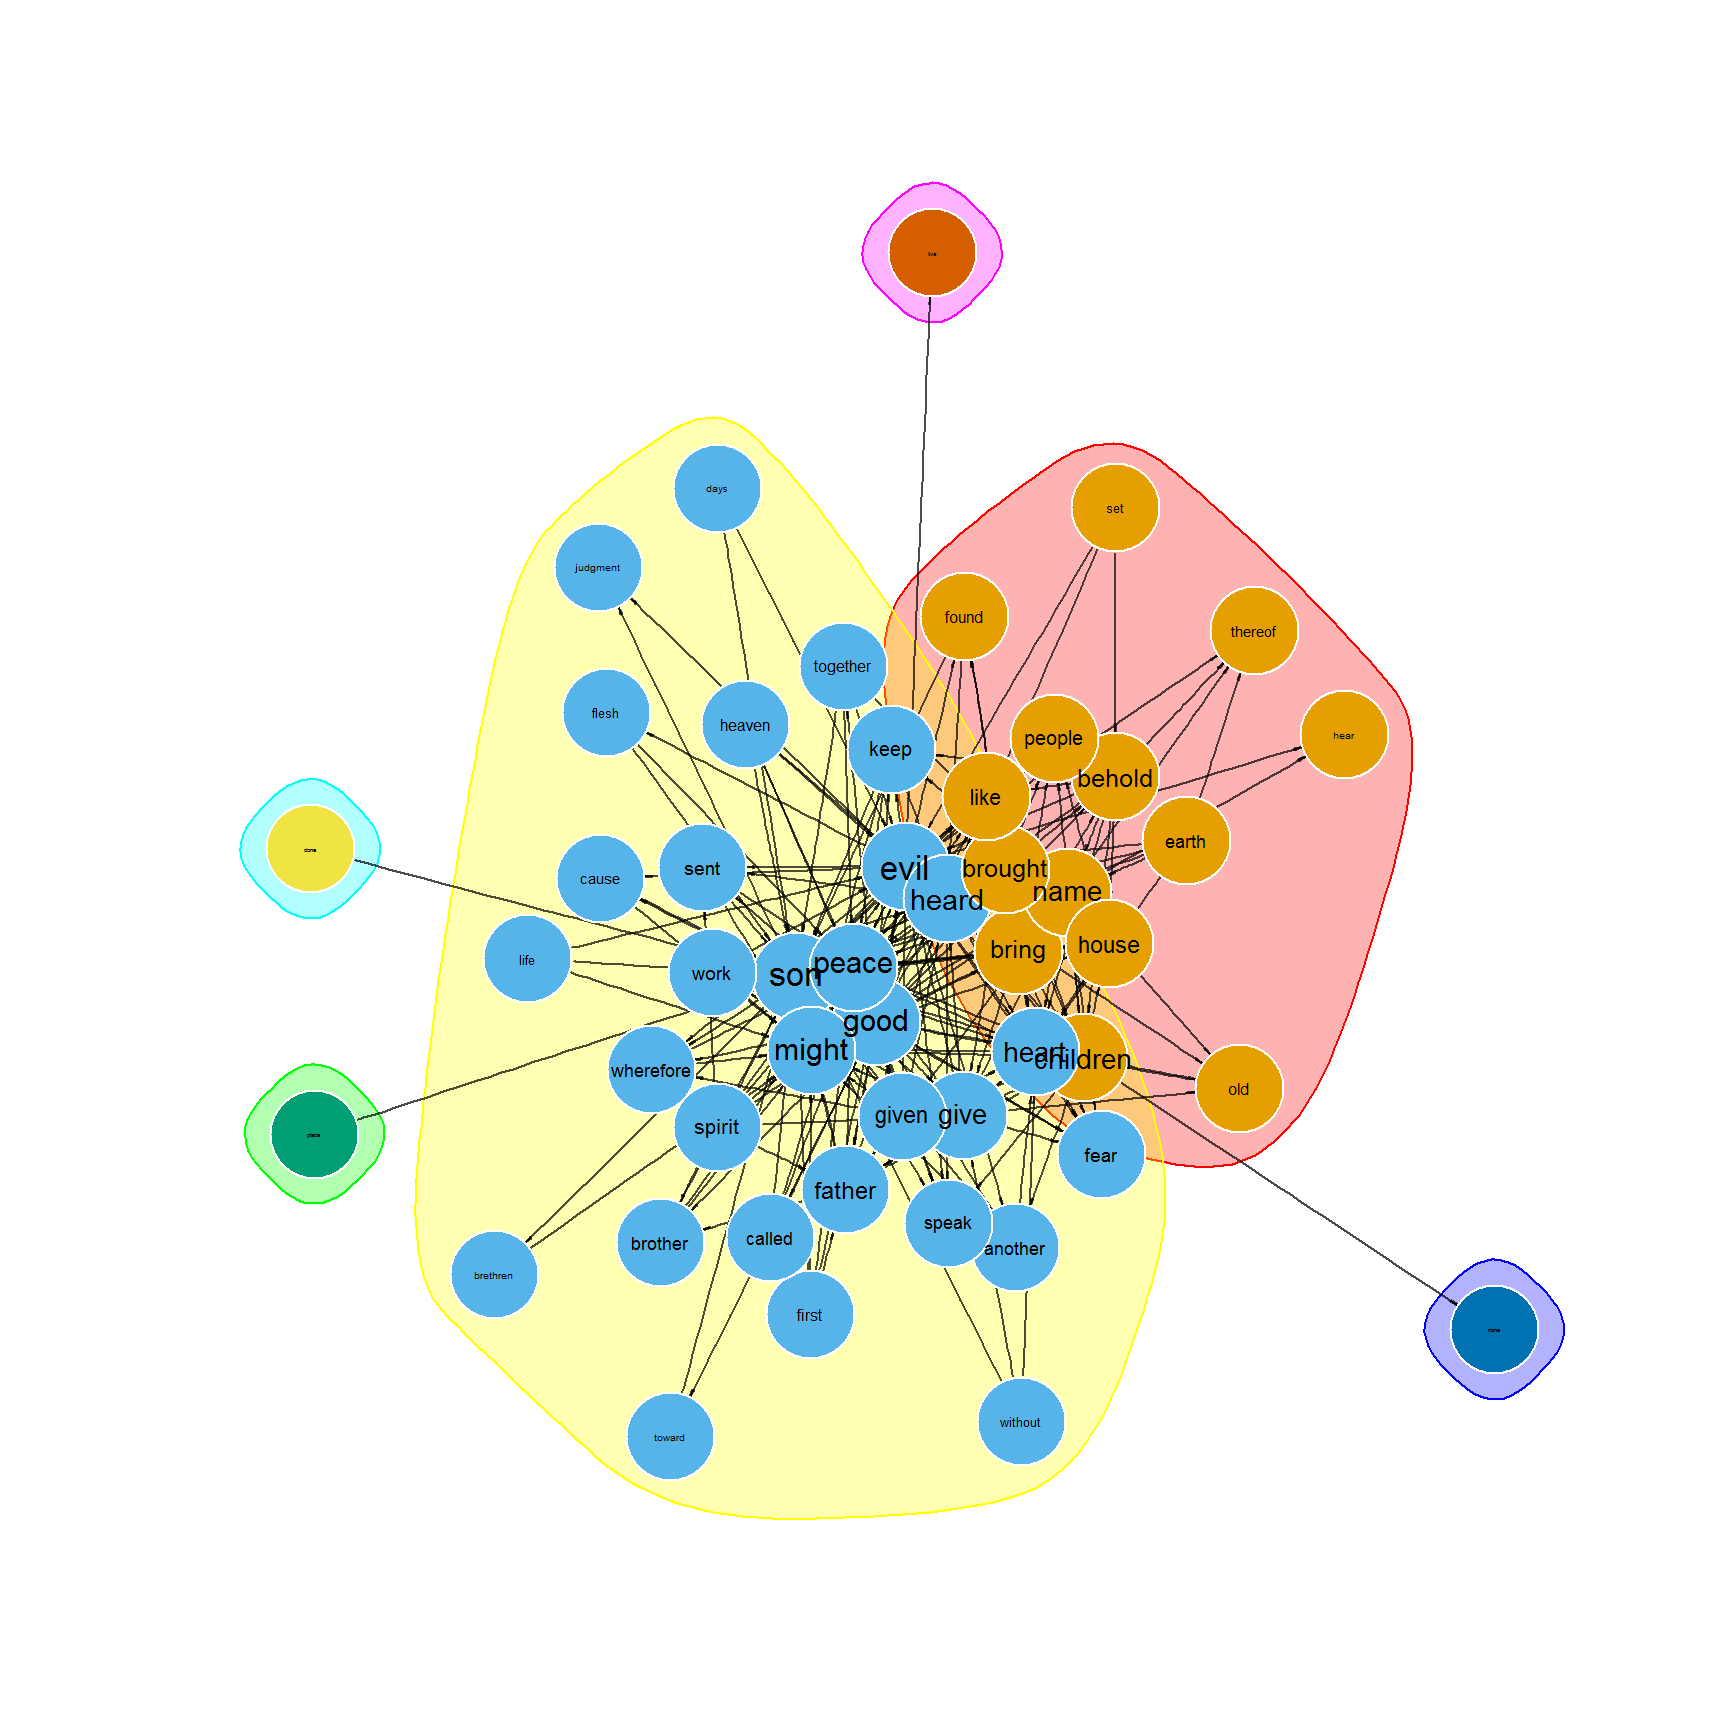 live
days
set
judgment
found
thereof
together
flesh
heaven
people
hear
keep
behold
like
earth
done
sent
evil
brought
cause
heard
name
house
bring
life
peace
work
son
good
might
heart
children
wherefore
old
given
give
spirit
place
fear
father
speak
called
brother
another
brethren
first
none
without
toward